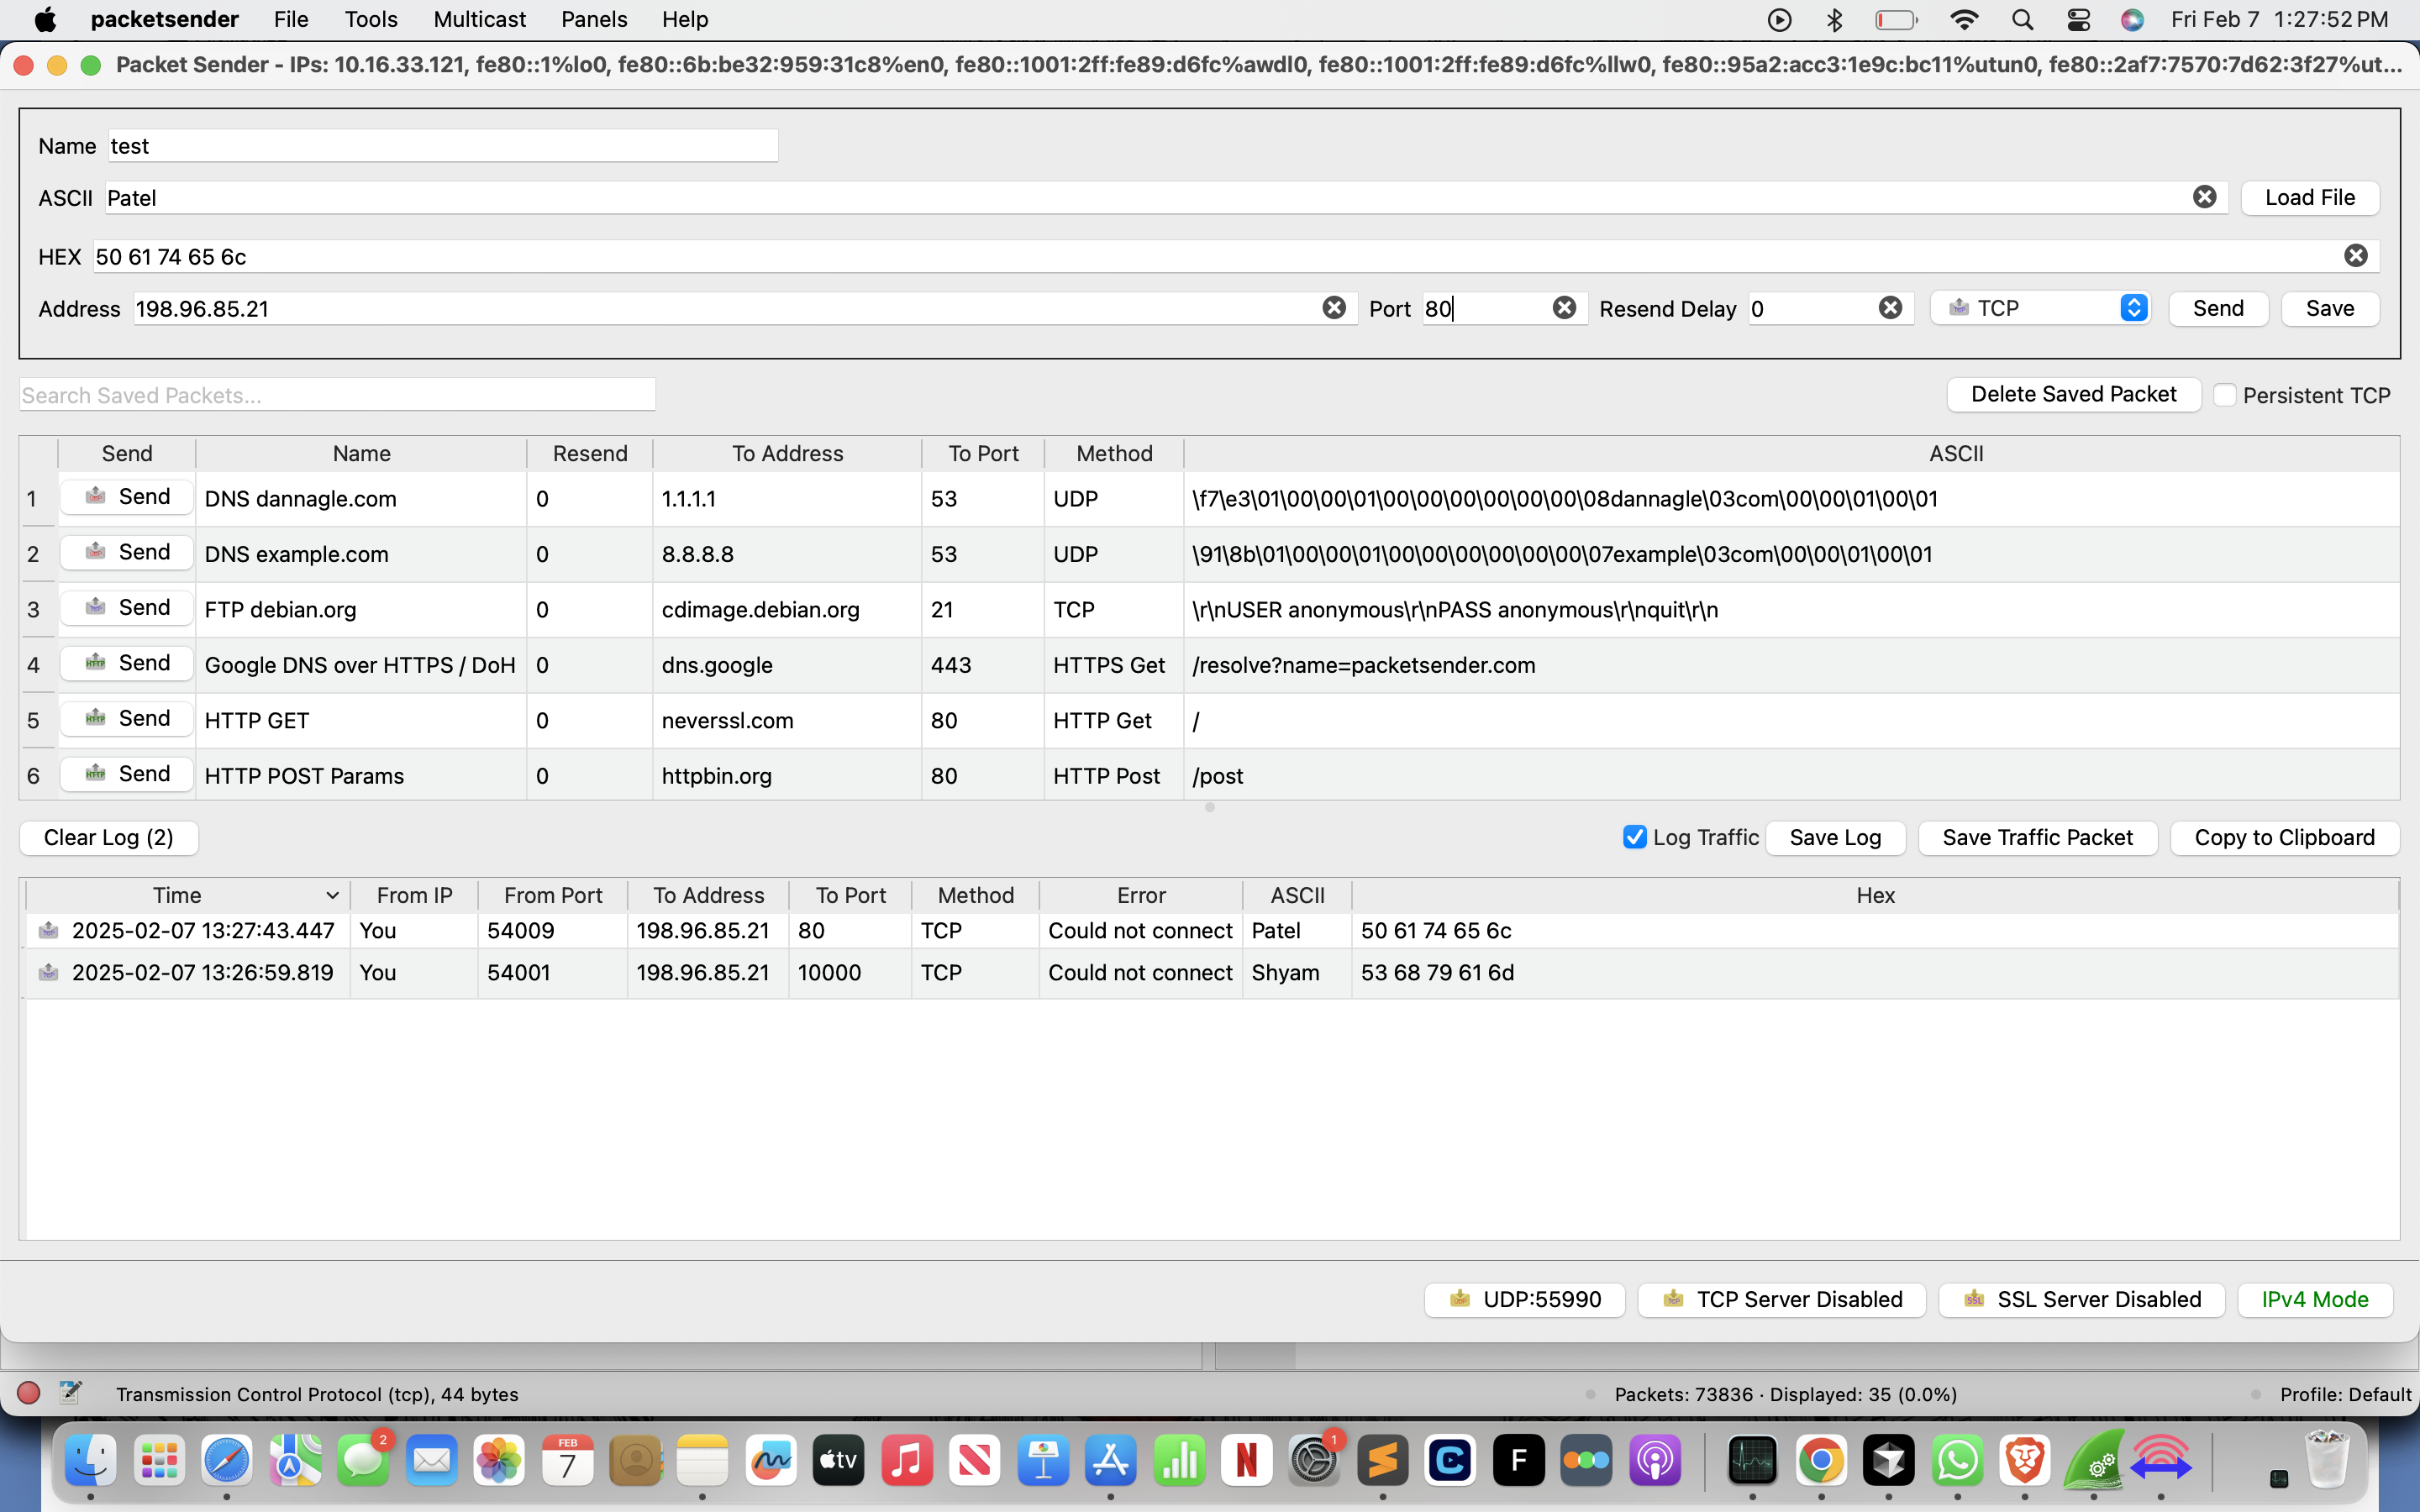 packetsender File Tools Multicast Panels Help Fri Feb 7 1:27:52 PM
Packet Sender - IPs: 10.16.33.121, fe80::1%lo0, fe80::6b:be32:959:31c8%en0, fe80::1001:2ff:fe89:d6fc%awdl0, fe80::1001:2ff:fe89:d6fc%llw0, fe80::95a2:acc3:1e9c:bc11%utun0, fe80::2af7:7570:7d62:3f27%ut...
Name test
ASCII Patel Load File
HEX 50 61 74 65 6c
Address 198.96.85.21 Port 80 Resend Delay 0 TCP Send Save
Search Saved Packets... Delete Saved Packet Persistent TCP
Send Name Resend To Address To Port Method ASCII
1 Send DNS dannagle.com 0 1.1.1.1 53 UDP \f7\e3\01\00\00\01\00\00\00\00\00\00\08dannagle\03com\00\00\01\00\01
2 Send DNS example.com 0 8.8.8.8 53 UDP \91\8b\01\00\00\01\00\00\00\00\00\00\07example\03com\00\00\01\00\01
3 Send FTP debian.org 0 cdimage.debian.org 21 TCP \r\nUSER anonymous\r\nPASS anonymous\r\nquit\r\n
4 Send Google DNS over HTTPS / DoH 0 dns.google 443 HTTPS Get /resolve?name=packetsender.com
5 Send HTTP GET 0 neverssl.com 80 HTTP Get /
6 Send HTTP POST Params 0 httpbin.org 80 HTTP Post /post
Clear Log (2) Log Traffic Save Log Save Traffic Packet Copy to Clipboard
Time From IP From Port To Address To Port Method Error ASCII Hex
2025-02-07 13:27:43.447 You 54009 198.96.85.21 80 TCP Could not connect Patel 50 61 74 65 6c
2025-02-07 13:26:59.819 You 54001 198.96.85.21 10000 TCP Could not connect Shyam 53 68 79 61 6d
UDP:55990 TCP Server Disabled SSL Server Disabled IPv4 Mode
Transmission Control Protocol (tcp), 44 bytes Packets: 73836 · Displayed: 35 (0.0%) Profile: Default
2 FEB 7 tv N 1 C F